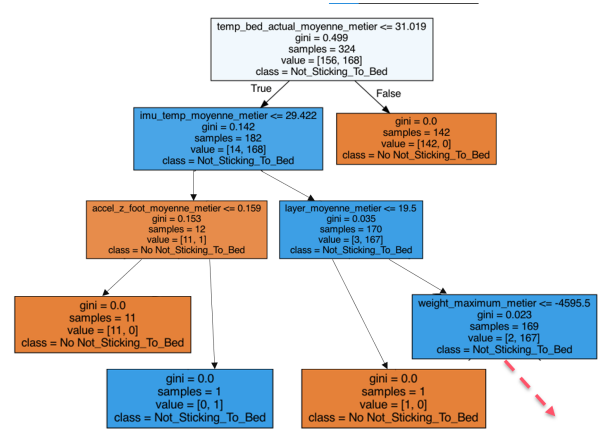 temp_bed_actual_moyenne_metier <= 31.019
gini = 0.499
samples = 324
value = [156, 168]
class = Not_Sticking_To_Bed
True
False
imu_temp_moyenne_metier <= 29.422
gini = 0.142
samples = 182
value = [14, 168]
class = Not_Sticking_To_Bed
gini = 0.0
samples = 142
value = [142, 0]
class = No Not_Sticking_To_Bed
accel_z_foot_moyenne_metier <= 0.159
gini = 0.153
samples = 12
value = [11, 1]
class = No Not_Sticking_To_Bed
layer_moyenne_metier <= 19.5
gini = 0.035
samples = 170
value = [3, 167]
class = Not_Sticking_To_Bed
gini = 0.0
samples = 11
value = [11, 0]
class = No Not_Sticking_To_Bed
weight_maximum_metier <= -4595.5
gini = 0.023
samples = 169
value = [2, 167]
class = Not_Sticking_To_Bed
gini = 0.0
samples = 1
value = [0, 1]
class = Not_Sticking_To_Bed
gini = 0.0
samples = 1
value = [1, 0]
class = No Not_Sticking_To_Bed